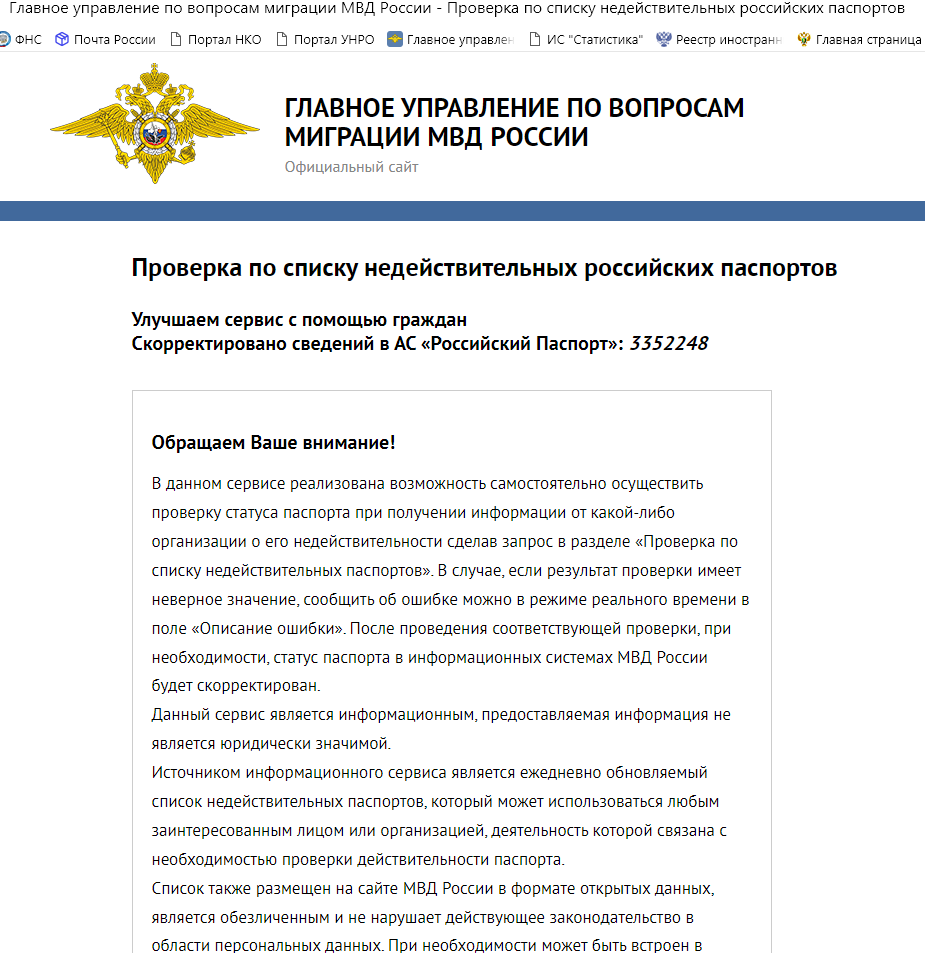 Главное управление по вопросам миграции МВД России - Проверка по списку недействительных российских паспортов
ФНС Почта России Портал НКО Портал УНРО Главное управлен ИС "Статистика" Реестр иностранн Главная страница
ГЛАВНОЕ УПРАВЛЕНИЕ ПО ВОПРОСАМ
МИГРАЦИИ МВД РОССИИ
Официальный сайт
Проверка по списку недействительных российских паспортов
Улучшаем сервис с помощью граждан
Скорректировано сведений в АС «Российский Паспорт»: 3352248
Обращаем Ваше внимание!
В данном сервисе реализована возможность самостоятельно осуществить
проверку статуса паспорта при получении информации от какой-либо
организации о его недействительности сделав запрос в разделе «Проверка по
списку недействительных паспортов». В случае, если результат проверки имеет
неверное значение, сообщить об ошибке можно в режиме реального времени в
поле «Описание ошибки». После проведения соответствующей проверки, при
необходимости, статус паспорта в информационных системах МВД России
будет скорректирован.
Данный сервис является информационным, предоставляемая информация не
является юридически значимой.
Источником информационного сервиса является ежедневно обновляемый
список недействительных паспортов, который может использоваться любым
заинтересованным лицом или организацией, деятельность которой связана с
необходимостью проверки действительности паспорта.
Список также размещен на сайте МВД России в формате открытых данных,
является обезличенным и не нарушает действующее законодательство в
области персональных данных. При необходимости может быть встроен в